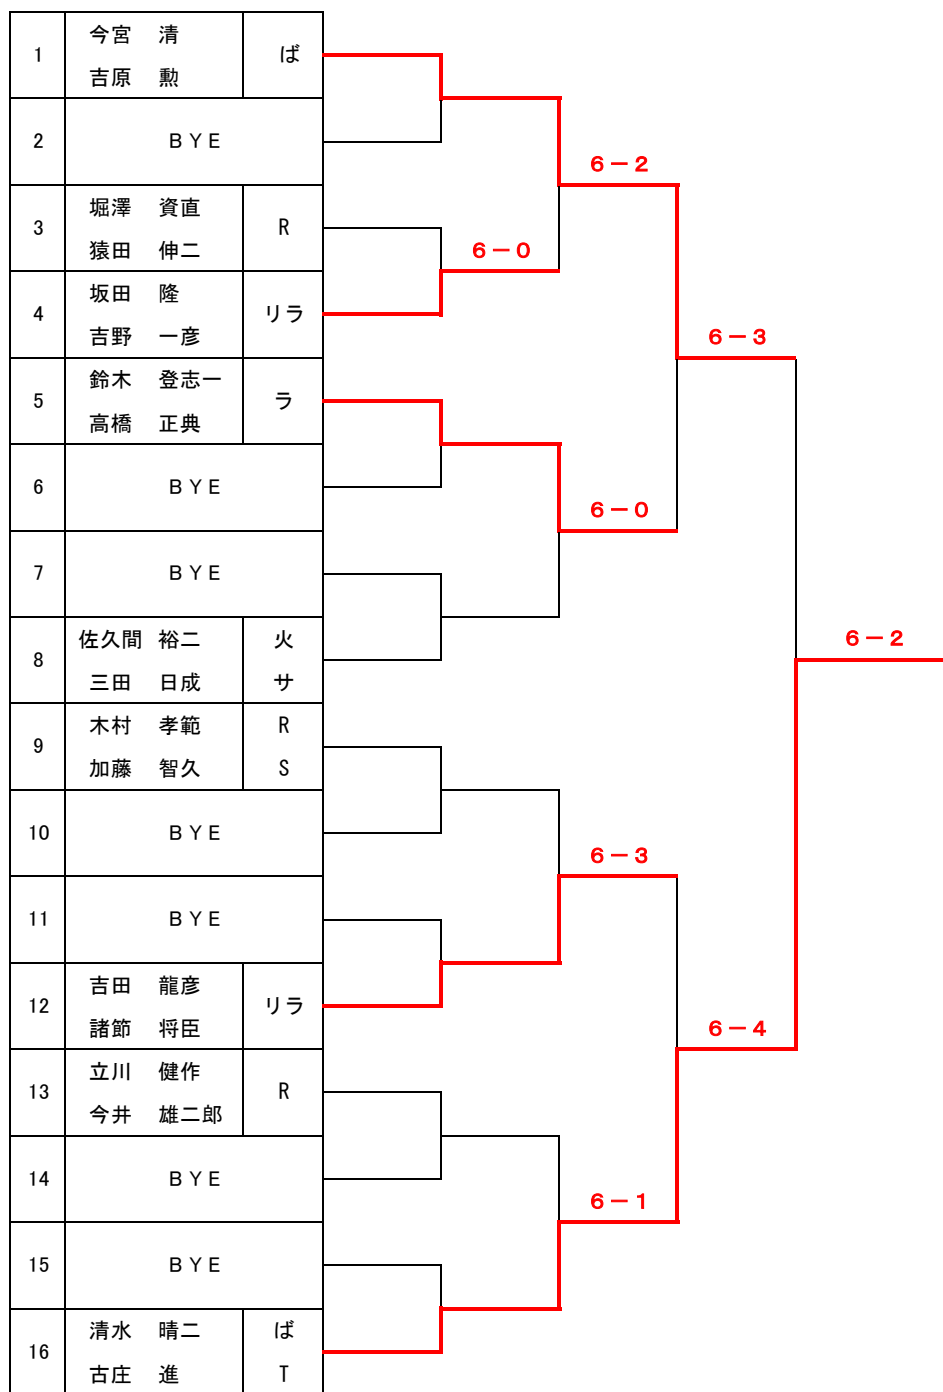 1 今宮 清 ば
吉原 勲
2 ＢＹＥ
6－2
3 堀澤 資直 R
猿田 伸二
6－0
4 坂田 隆 リラ
吉野 一彦
6－3
5 鈴木 登志一 ラ
高橋 正典
6 ＢＹＥ
6－0
7 ＢＹＥ
8 佐久間 裕二 火
三田 日成 サ
6－2
9 木村 孝範 R
加藤 智久 S
10 ＢＹＥ
6－3
11 ＢＹＥ
12 吉田 龍彦 リラ
諸節 将臣
6－4
13 立川 健作 R
今井 雄二郎
14 ＢＹＥ
6－1
15 ＢＹＥ
16 清水 晴二 ば
古庄 進 T